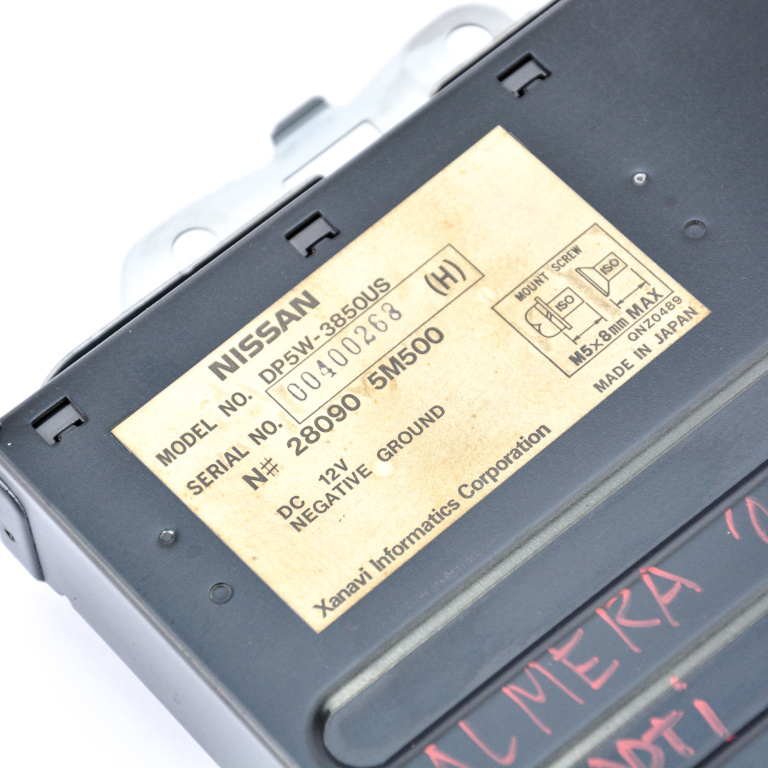 NISSAN
MODEL NO. DP5W-3850US
SERIAL NO. 00400268 (H)
N# 28090 5M500
DC 12V
NEGATIVE GROUND
Xanavi Informatics Corporation
MOUNT SCREW
ISO
ISO
M5×8mm MAX
QNZ0489
MADE IN JAPAN
ALMERA